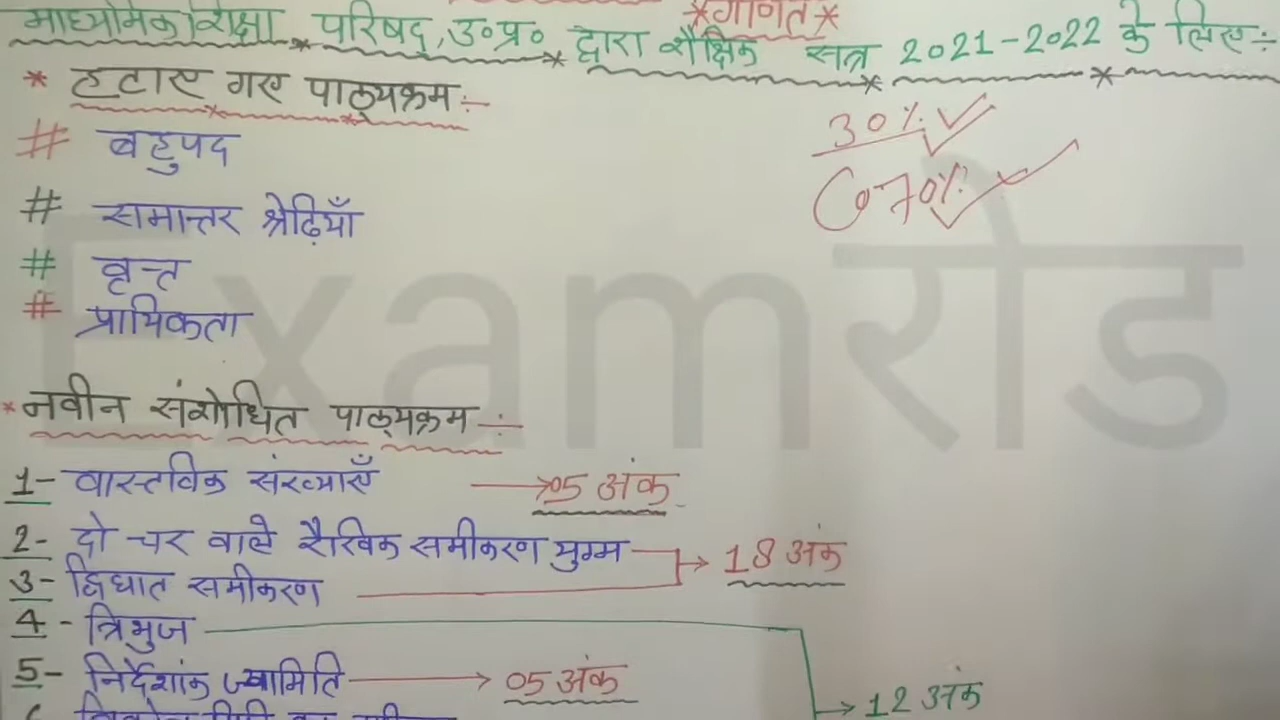 *गणित*
माध्यमिक शिक्षा परिषद्, उ०प्र० द्वारा शैक्षिक सत्र 2021-2022 के लिए:-
* हटाए गए पाठ्यक्रम:-
30%
70%
# बहुपद
# समान्तर श्रेढ़ियाँ
# वृत्त
# प्रायिकता
Examरोड
* नवीन संशोधित पाठ्यक्रम:-
1- वास्तविक संख्याएँ → 05 अंक
2- दो चर वाले रैखिक समीकरण युग्म → 18 अंक
3- द्विघात समीकरण
4- त्रिभुज
5- निर्देशांक ज्यामिति → 05 अंक
→ 12 अंक